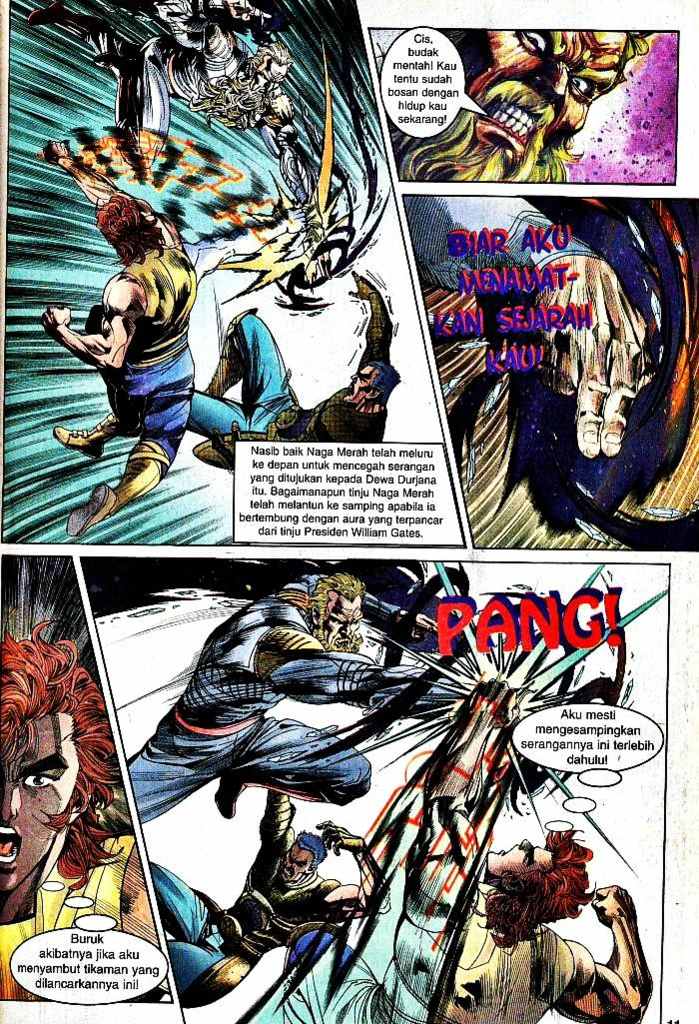 Cis,
budak
mentah! Kau
tentu sudah
bosan dengan
hidup kau
sekarang!
BIAR AKU
MENAMAT-
KAN SEJARAH
KAU!
Nasib baik Naga Merah telah meluru
ke depan untuk mencegah serangan
yang ditujukan kepada Dewa Durjana
itu. Bagaimanapun tinju Naga Merah
telah melantun ke samping apabila ia
bertembung dengan aura yang terpancar
dari tinju Presiden William Gates.
Buruk
akibatnya jika aku
menyambut tikaman yang
dilancarkannya ini!
PANG!
Aku mesti
mengesampingkan
serangannya ini terlebih
dahulu!